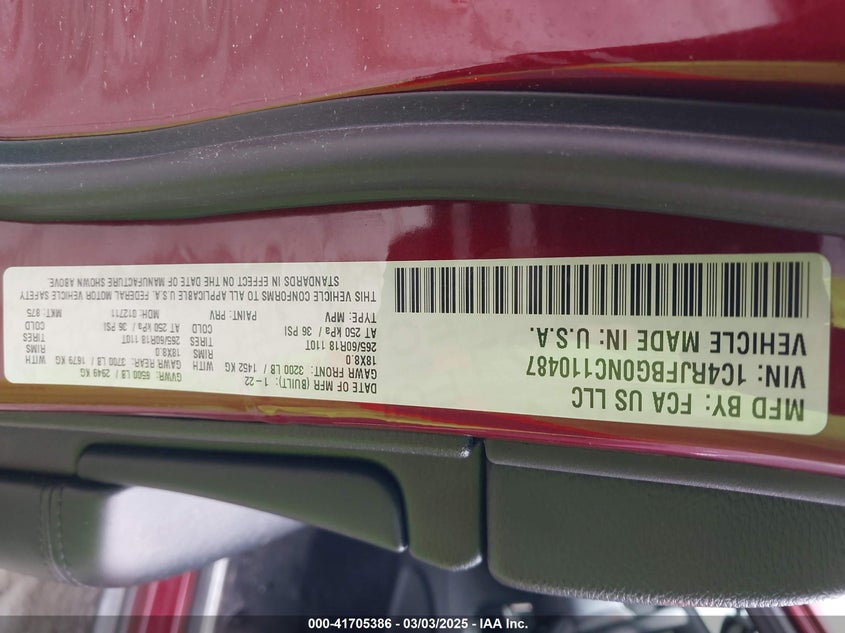 MFD BY: FCA US LLC
VIN: 1C4RJFBG0NC110487
VEHICLE MADE IN: U.S.A.
DATE OF MFR (BUILT): 1-22
GAWR FRONT: 3200 LB / 1452 KG
18X8.0
265/60R18 110T
AT 250 kPa / 36 PSI
TYPE: MPV
GVWR: 6500 LB / 2949 KG
GAWR REAR: 3700 LB / 1679 KG
RIMS 18X8.0 RIMS
TIRES 265/60R18 110T TIRES
COLD AT 250 kPa / 36 PSI COLD
PAINT: PRV MDH: 012711 MKT: 875
THIS VEHICLE CONFORMS TO ALL APPLICABLE U.S.A. FEDERAL MOTOR VEHICLE SAFETY
STANDARDS IN EFFECT ON THE DATE OF MANUFACTURE SHOWN ABOVE.
000-41705386 - 03/03/2025 - IAA Inc.